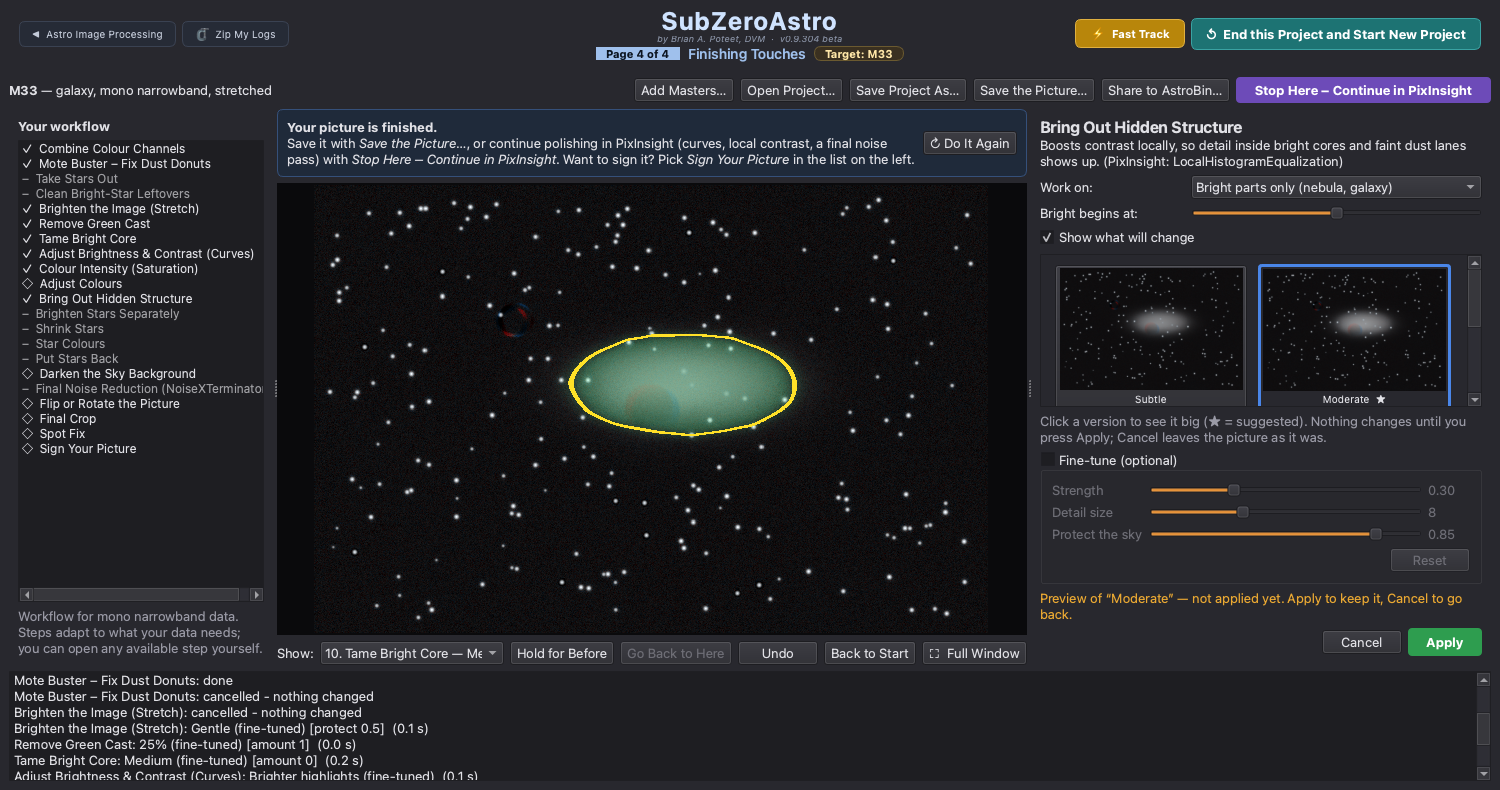 Astro Image Processing
Zip My Logs
SubZeroAstro
by Brian A. Poteet, DVM · v0.9.304 beta
Page 4 of 4
Finishing Touches
Target: M33
Fast Track
End this Project and Start New Project
M33 — galaxy, mono narrowband, stretched
Add Masters...
Open Project...
Save Project As...
Save the Picture...
Share to AstroBin...
Stop Here – Continue in PixInsight
Your workflow
✓ Combine Colour Channels
✓ Mote Buster – Fix Dust Donuts
– Take Stars Out
– Clean Bright-Star Leftovers
✓ Brighten the Image (Stretch)
✓ Remove Green Cast
✓ Tame Bright Core
✓ Adjust Brightness & Contrast (Curves)
✓ Colour Intensity (Saturation)
◇ Adjust Colours
✓ Bring Out Hidden Structure
– Brighten Stars Separately
– Shrink Stars
– Star Colours
– Put Stars Back
◇ Darken the Sky Background
– Final Noise Reduction (NoiseXTerminator
◇ Flip or Rotate the Picture
◇ Final Crop
◇ Spot Fix
◇ Sign Your Picture
Workflow for mono narrowband data.
Steps adapt to what your data needs;
you can open any available step yourself.
Your picture is finished.
Save it with Save the Picture..., or continue polishing in PixInsight (curves, local contrast, a final noise
pass) with Stop Here – Continue in PixInsight. Want to sign it? Pick Sign Your Picture in the list on the left.
Do It Again
Show:
10. Tame Bright Core — Me
Hold for Before
Go Back to Here
Undo
Back to Start
Full Window
Bring Out Hidden Structure
Boosts contrast locally, so detail inside bright cores and faint dust lanes
shows up. (PixInsight: LocalHistogramEqualization)
Work on:
Bright parts only (nebula, galaxy)
Bright begins at:
✓ Show what will change
Subtle
Moderate ★
Click a version to see it big (★ = suggested). Nothing changes until you
press Apply; Cancel leaves the picture as it was.
Fine-tune (optional)
Strength 0.30
Detail size 8
Protect the sky 0.85
Reset
Preview of “Moderate” — not applied yet. Apply to keep it, Cancel to go
back.
Cancel
Apply
Mote Buster – Fix Dust Donuts: done
Mote Buster – Fix Dust Donuts: cancelled - nothing changed
Brighten the Image (Stretch): cancelled - nothing changed
Brighten the Image (Stretch): Gentle (fine-tuned) [protect 0.5] (0.1 s)
Remove Green Cast: 25% (fine-tuned) [amount 1] (0.0 s)
Tame Bright Core: Medium (fine-tuned) [amount 0] (0.2 s)
Adjust Brightness & Contrast (Curves): Brighter highlights (fine-tuned) (0.1 s)